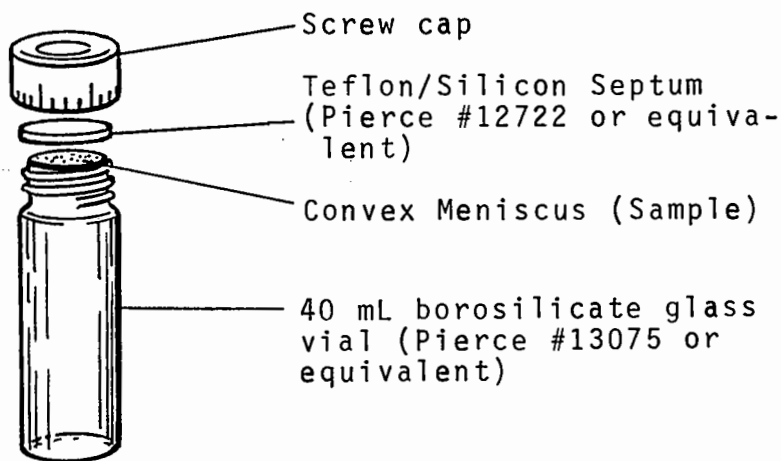 Screw cap
Teflon/Silicon Septum
(Pierce #12722 or equiva-
lent)
Convex Meniscus (Sample)
40 mL borosilicate glass
vial (Pierce #13075 or
equivalent)